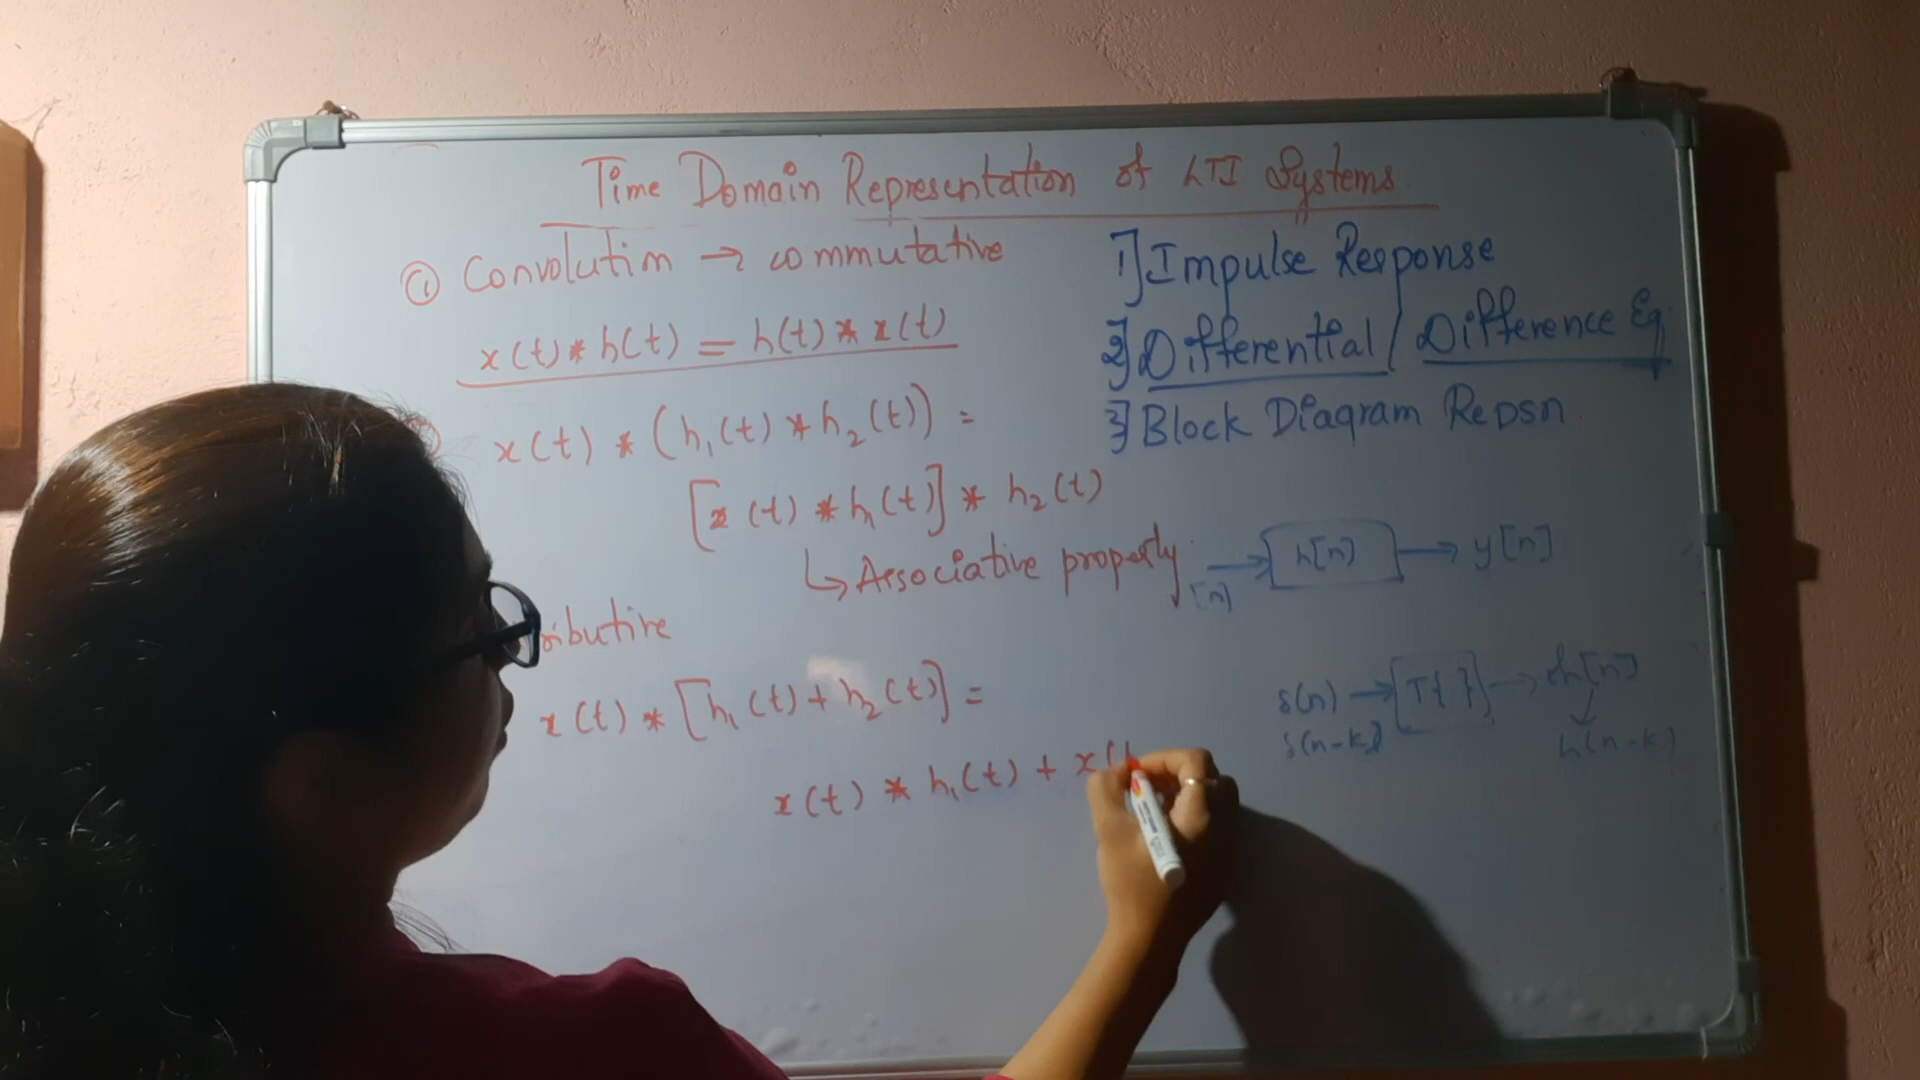 Time Domain Representation of LTI Systems.
① Convolution → commutative
x(t) * h(t) = h(t) * x(t)
x(t) * (h₁(t) * h₂(t)) =
[x(t) * h₁(t)] * h₂(t)
↳ Associative property
ributive
x(t) * [h₁(t) + h₂(t)] =
x(t) * h₁(t) + x(t
1] Impulse Response
2] Differential / Difference Eq.
3] Block Diagram Repsn.
[n] → h[n] → y[n]
δ(n) → T{ } → h[n]
δ(n-k) h(n-k)